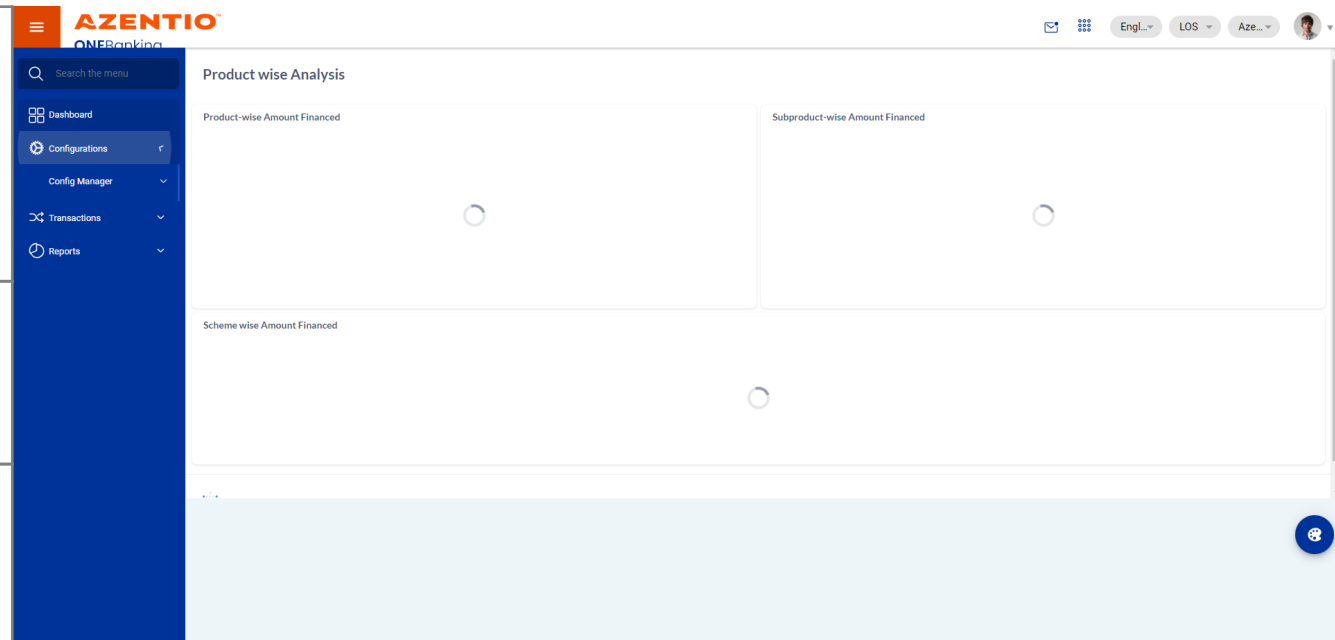 AZENTIO
ONEBanking
Engl... LOS Aze...
Search the menu
Dashboard
Configurations
Config Manager
Transactions
Reports
Product wise Analysis
Product-wise Amount Financed
Subproduct-wise Amount Financed
Scheme wise Amount Financed